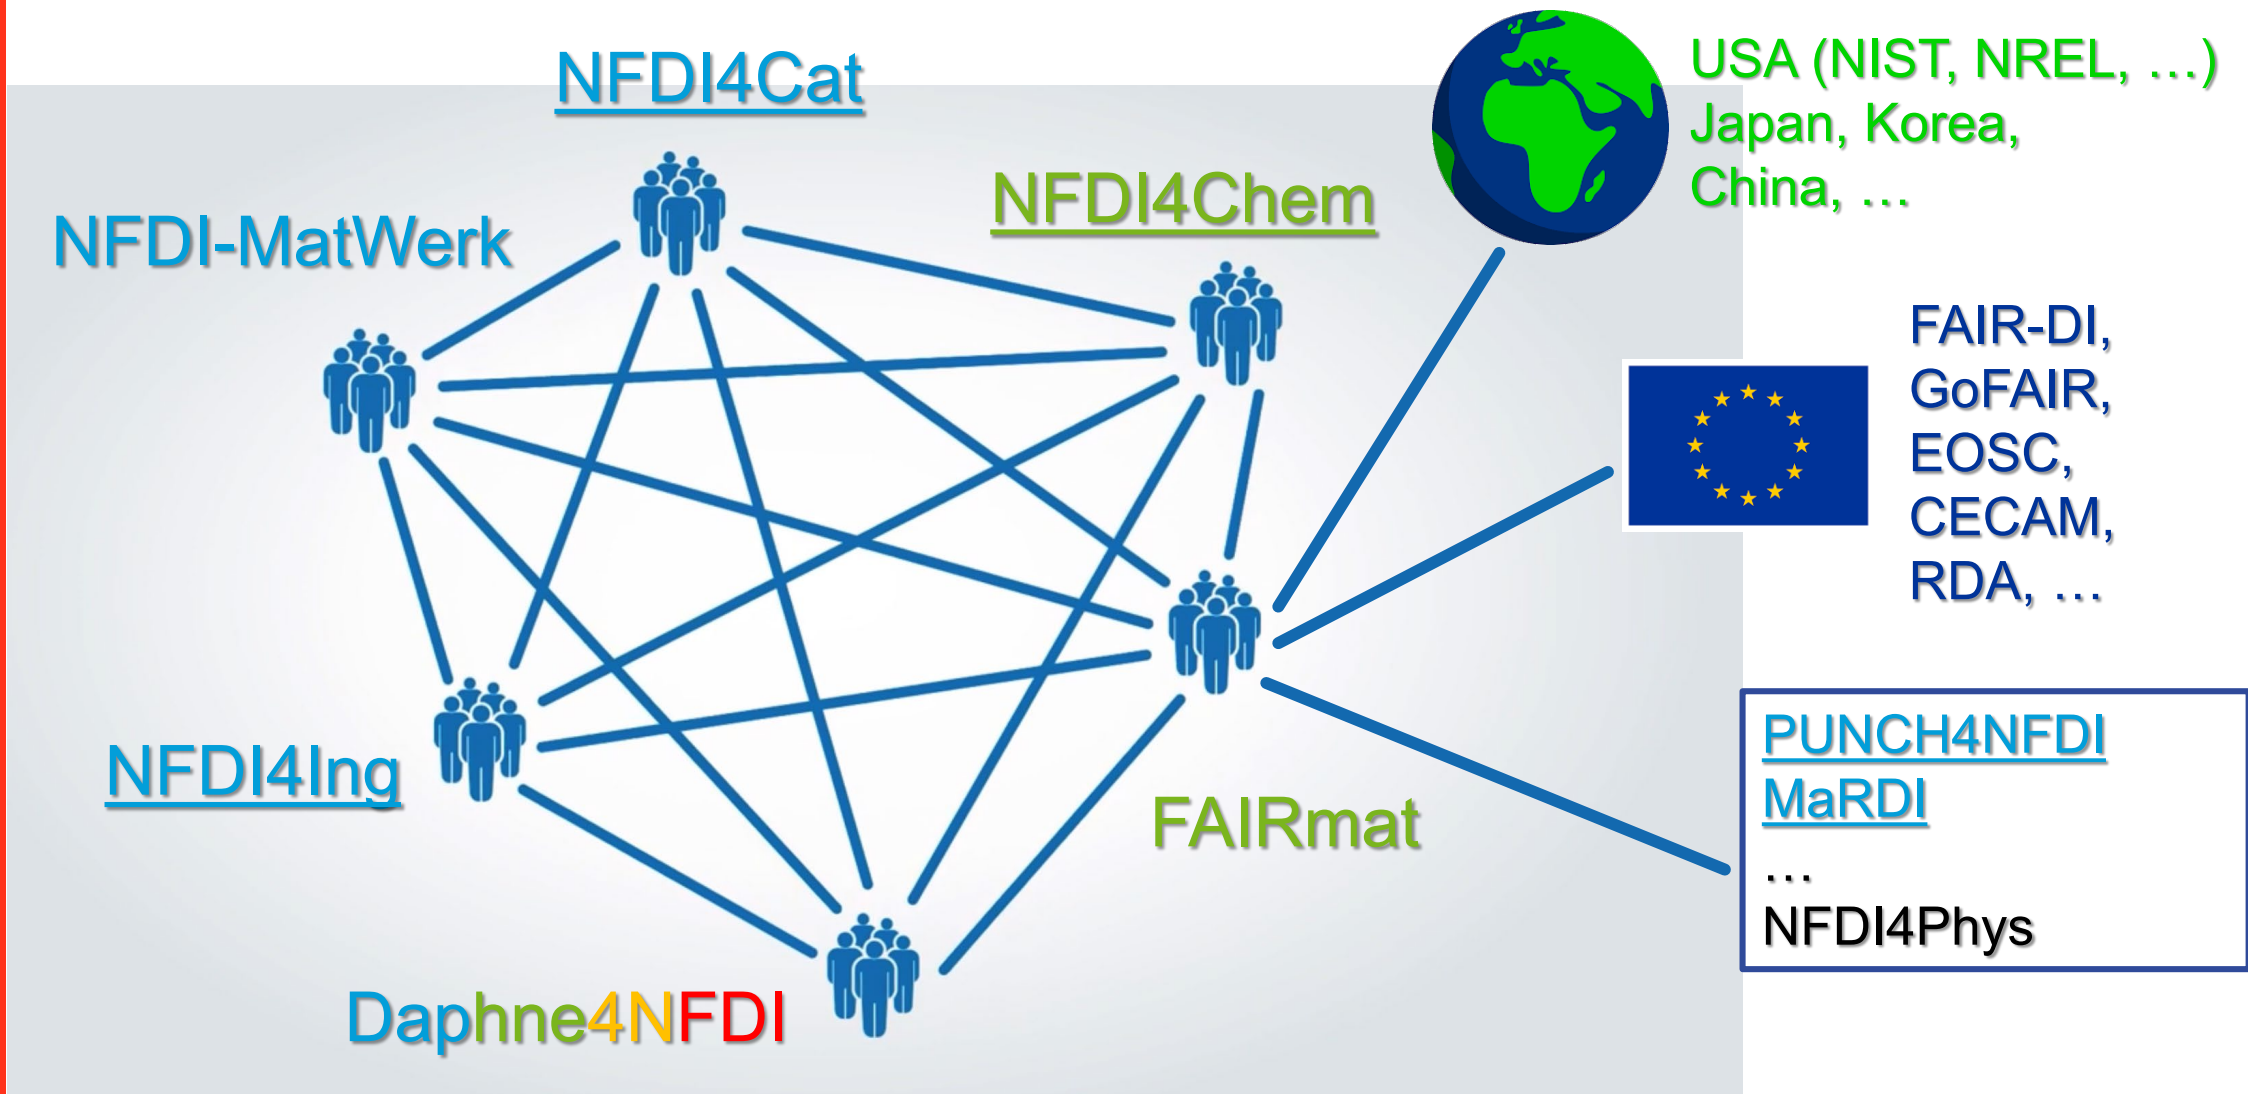 NFDI4Cat
USA (NIST, NREL, …)
Japan, Korea,
China, …
NFDI4Chem
NFDI-MatWerk
FAIR-DI,
GoFAIR,
EOSC,
CECAM,
RDA, …
NFDI4Ing
FAIRmat
PUNCH4NFDI
MaRDI
…
NFDI4Phys
Daphne4NFDI